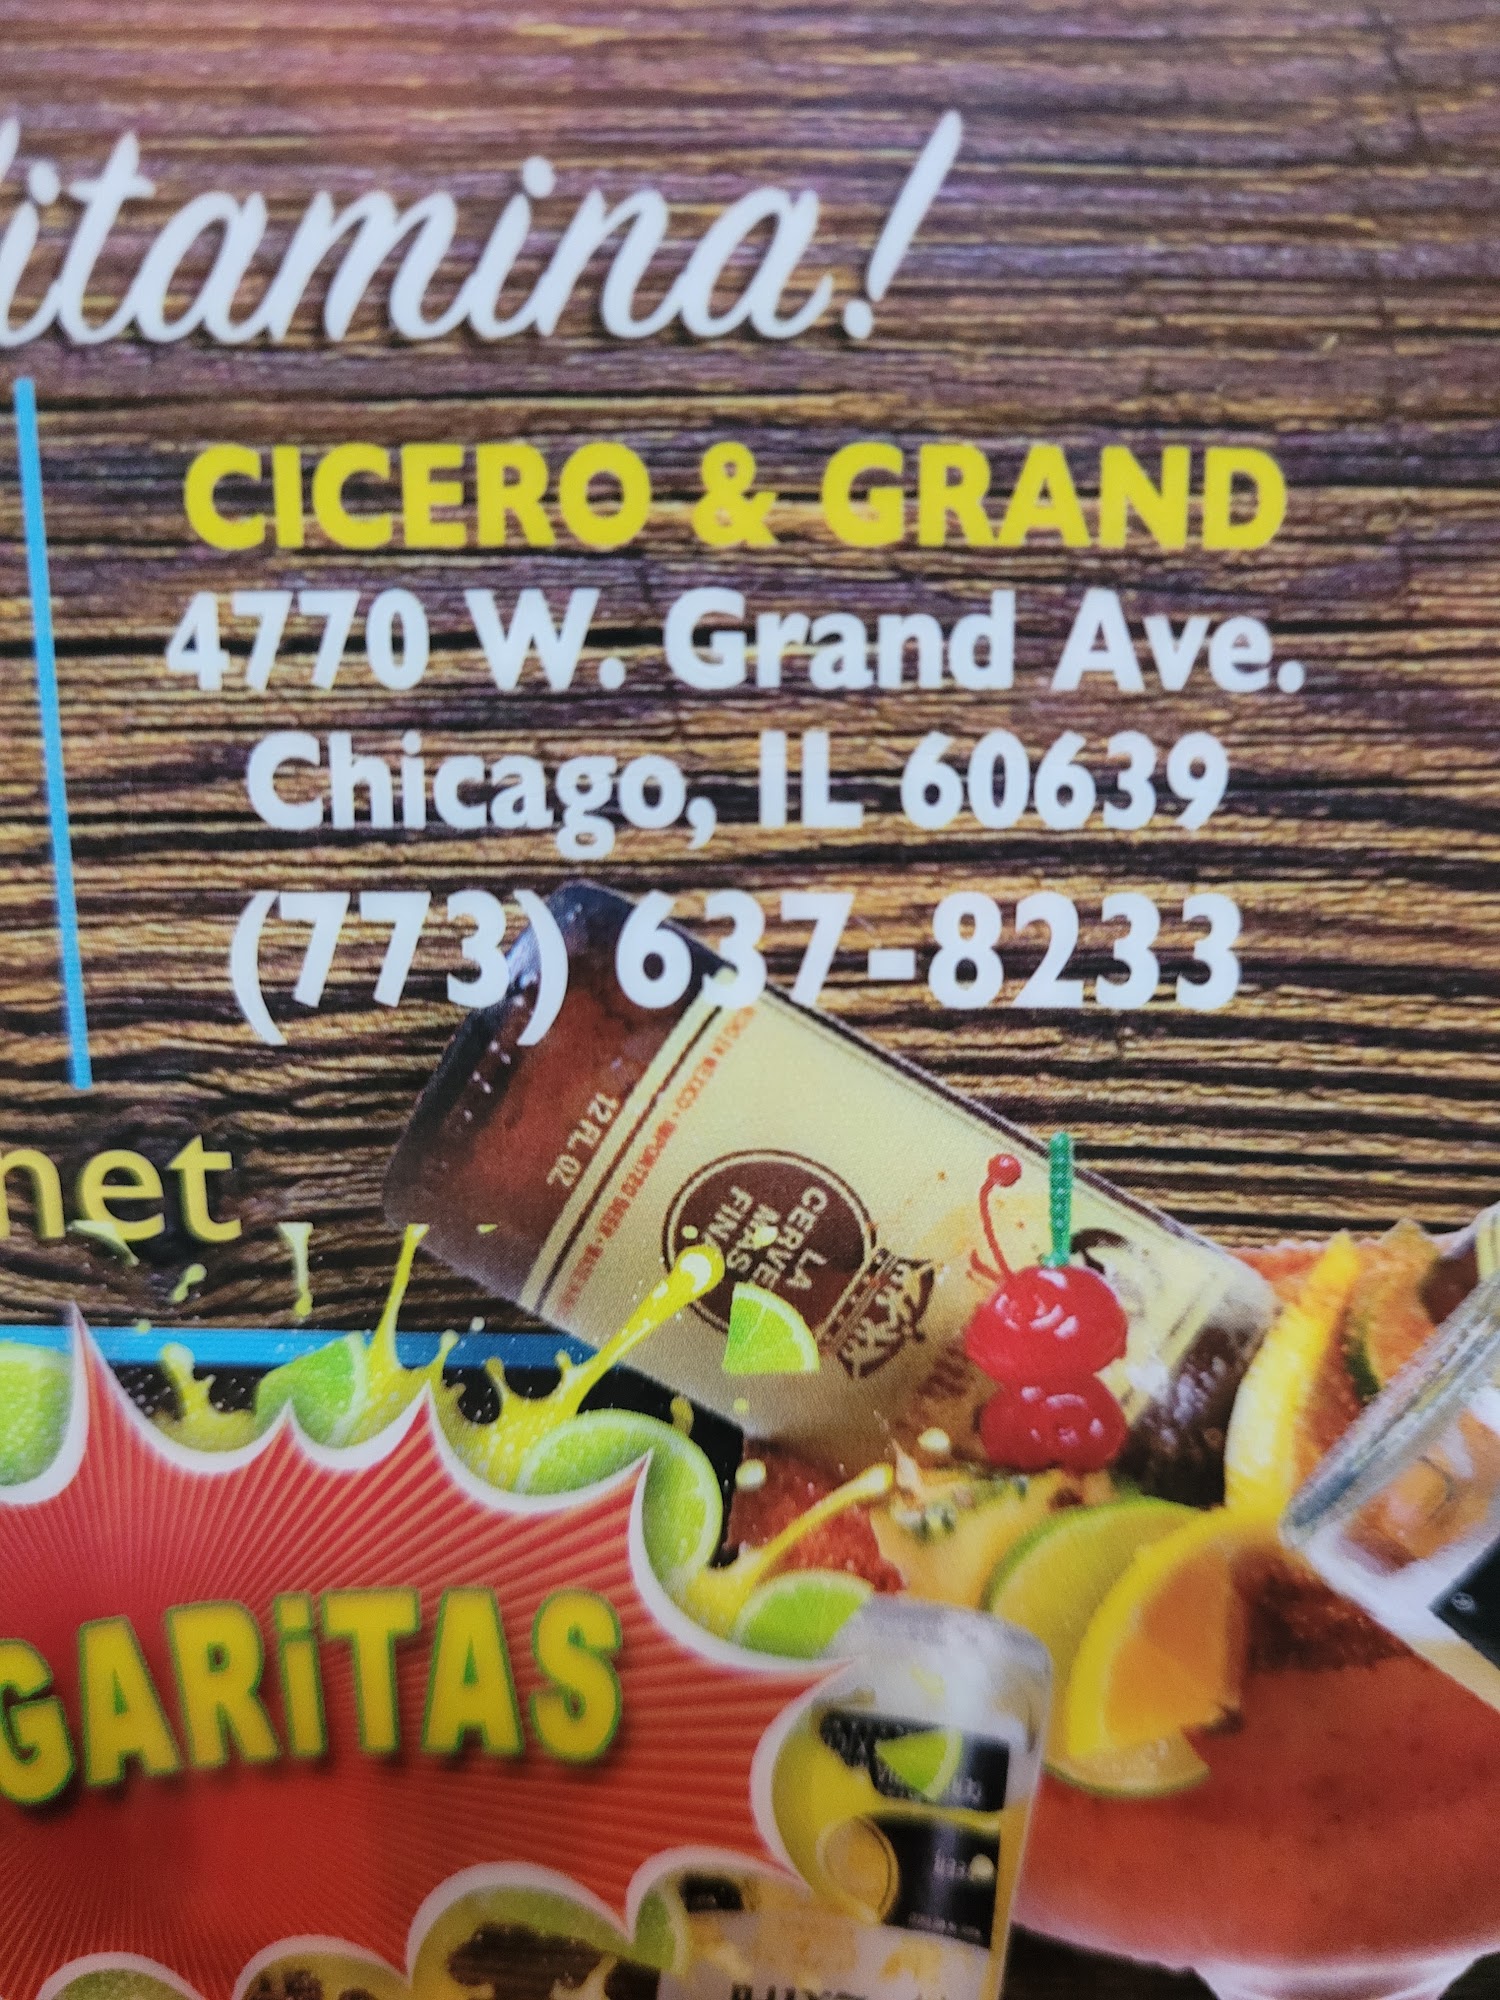 itamina!
CICERO & GRAND
4770 W. Grand Ave.
Chicago, IL 60639
(773) 637-8233
net
12 FL. OZ
LA
CERVE
MAS
FIN
GARiTAS